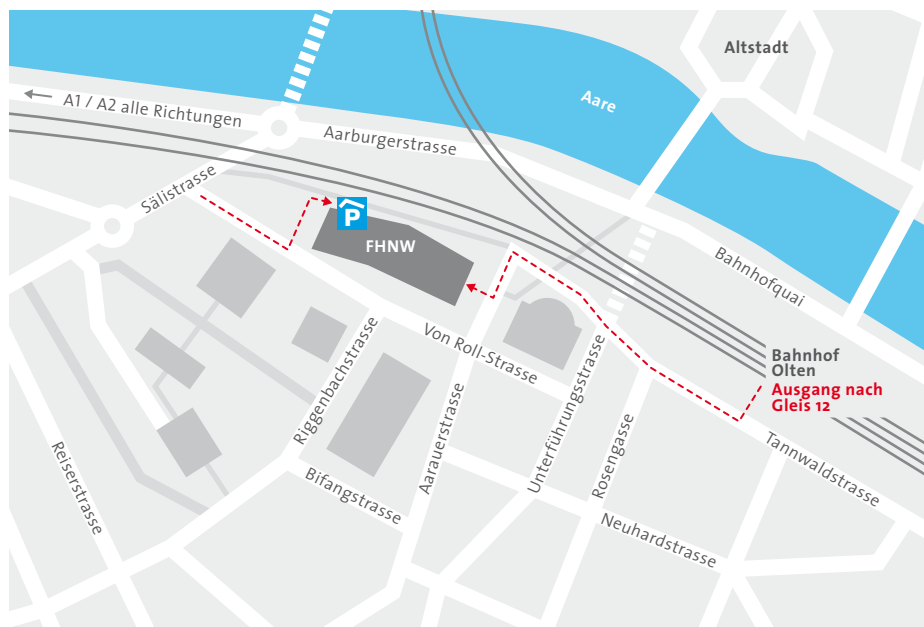 Altstadt
Aare
A1 / A2 alle Richtungen
Aarburgerstrasse
Sälistrasse
P
FHNW
Bahnhofquai
Von Roll-Strasse
Bahnhof
Olten
Ausgang nach
Gleis 12
Riggenbachstrasse
Aarauerstrasse
Unterführungsstrasse
Rosengasse
Tannwaldstrasse
Reiserstrasse
Bifangstrasse
Neuhardstrasse